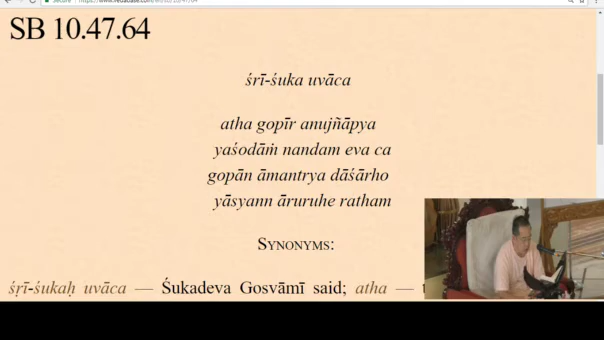 SB 10.47.64
śrī-śuka uvāca
atha gopīr anujñāpya
yaśodāṁ nandam eva ca
gopān āmantrya dāśārho
yāsyann āruruhe ratham
SYNONYMS:
śrī-śukaḥ uvāca — Śukadeva Gosvāmī said; atha —